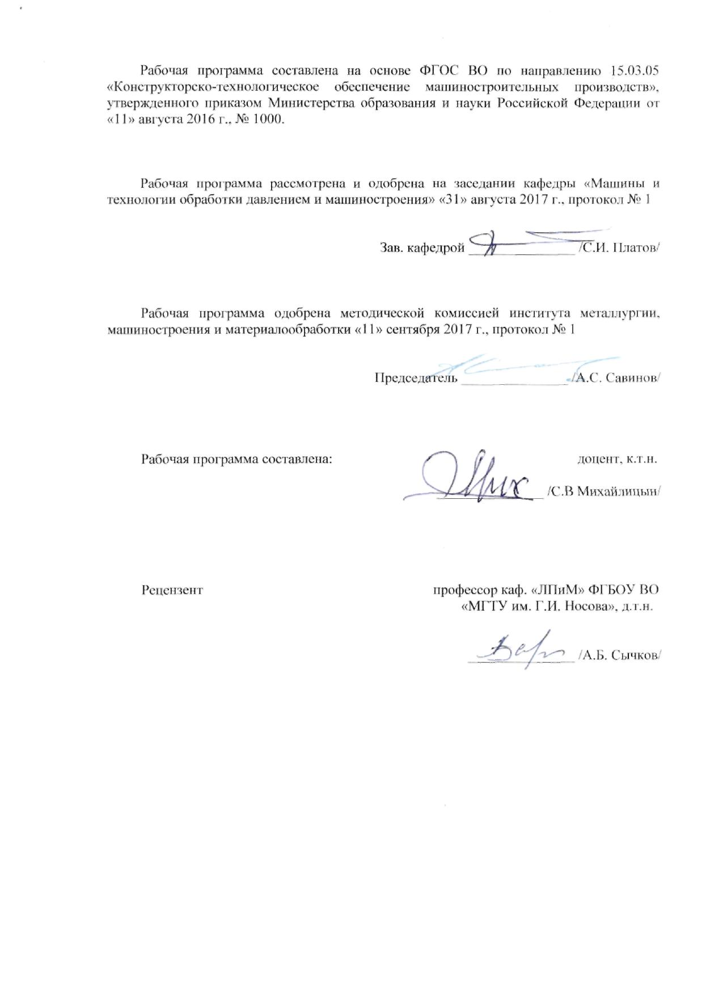 Рабочая программа составлена на основе ФГОС ВО по направлению 15.03.05
«Конструкторско-технологическое обеспечение машиностроительных производств»,
утвержденного приказом Министерства образования и науки Российской Федерации от
«11» августа 2016 г., № 1000.
Рабочая программа рассмотрена и одобрена на заседании кафедры «Машины и
технологии обработки давлением и машиностроения» «31» августа 2017 г., протокол № 1
Зав. кафедрой ________________ /С.И. Платов/
Рабочая программа одобрена методической комиссией института металлургии,
машиностроения и материалообработки «11» сентября 2017 г., протокол № 1
Председатель ________________ /А.С. Савинов/
Рабочая программа составлена: доцент, к.т.н.
________________ /С.В Михайлицын/
Рецензент профессор каф. «ЛПиМ» ФГБОУ ВО
«МГТУ им. Г.И. Носова», д.т.н.
________________ /А.Б. Сычков/